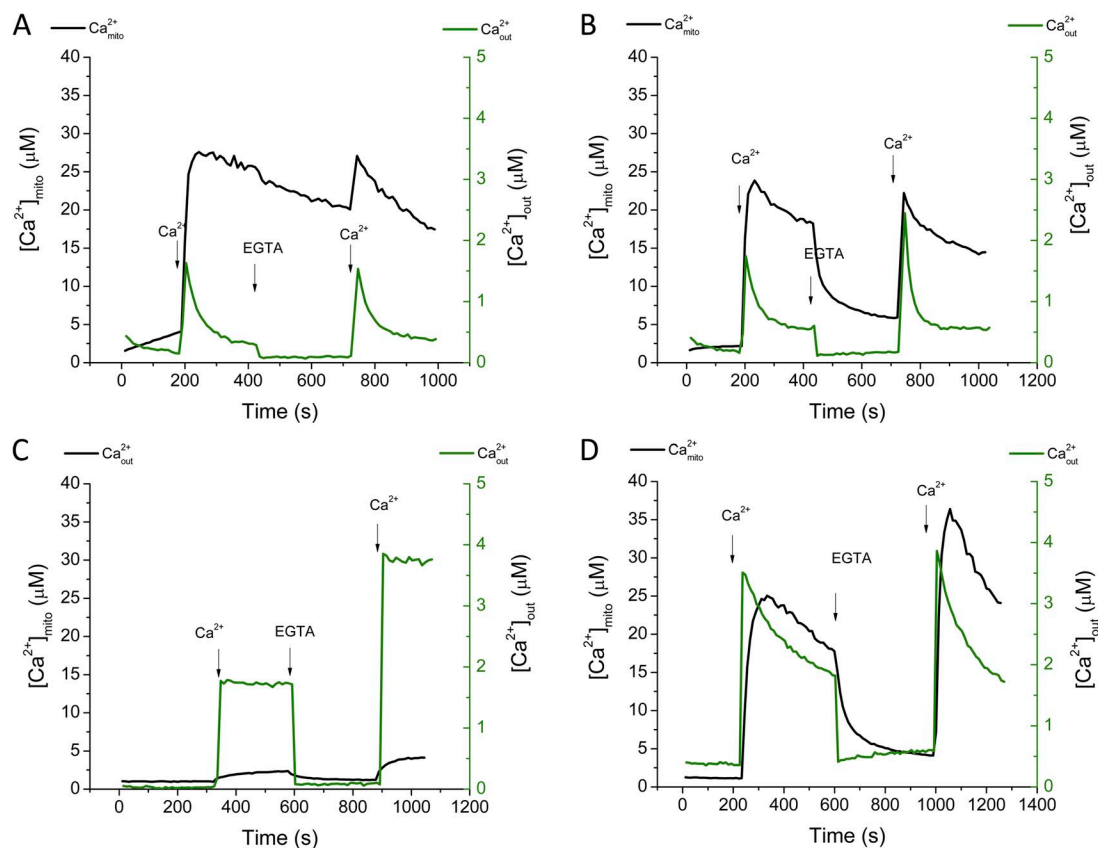 A
Ca2+mito
Ca2+out
B
Ca2+mito
Ca2+out
40
35
30
25
20
15
10
5
0
[Ca2+]mito (μM)
Ca2+
EGTA
Ca2+
5
4
3
2
1
0
[Ca2+]out (μM)
0 200 400 600 800 1000
Time (s)
40
35
30
25
20
15
10
5
0
[Ca2+]mito (μM)
Ca2+
EGTA
Ca2+
5
4
3
2
1
0
[Ca2+]out (μM)
0 200 400 600 800 1000 1200
Time (s)
C
Ca2+out
Ca2+out
D
Ca2+mito
Ca2+out
40
35
30
25
20
15
10
5
0
[Ca2+]mito (μM)
Ca2+
EGTA
Ca2+
5
4
3
2
1
0
[Ca2+]out (μM)
0 200 400 600 800 1000
Time (s)
40
35
30
25
20
15
10
5
0
[Ca2+]mito (μM)
Ca2+
EGTA
Ca2+
5
4
3
2
1
0
[Ca2+]out (μM)
0 200 400 600 800 1000 1200 1400
Time (s)